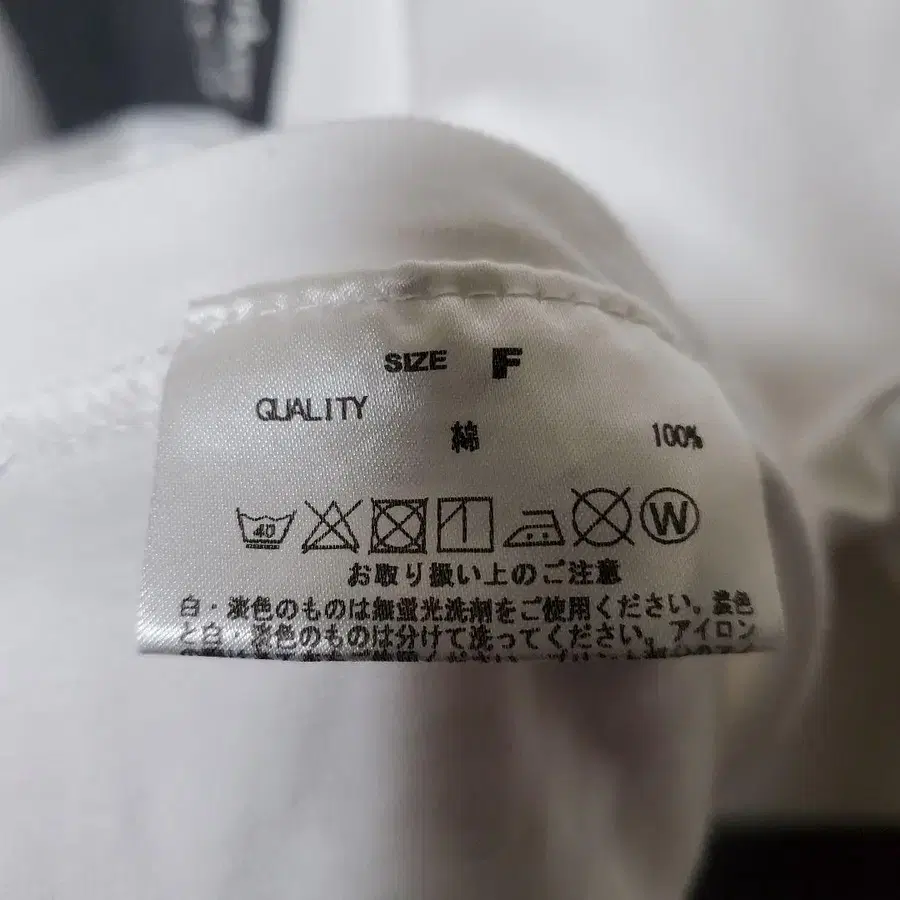 SIZE F
QUALITY
綿 100%
40
W
お取り扱い上のご注意
白・淡色のものは無蛍光洗剤をご使用ください。濃色
と白・淡色のものは分けて洗ってください。アイロン